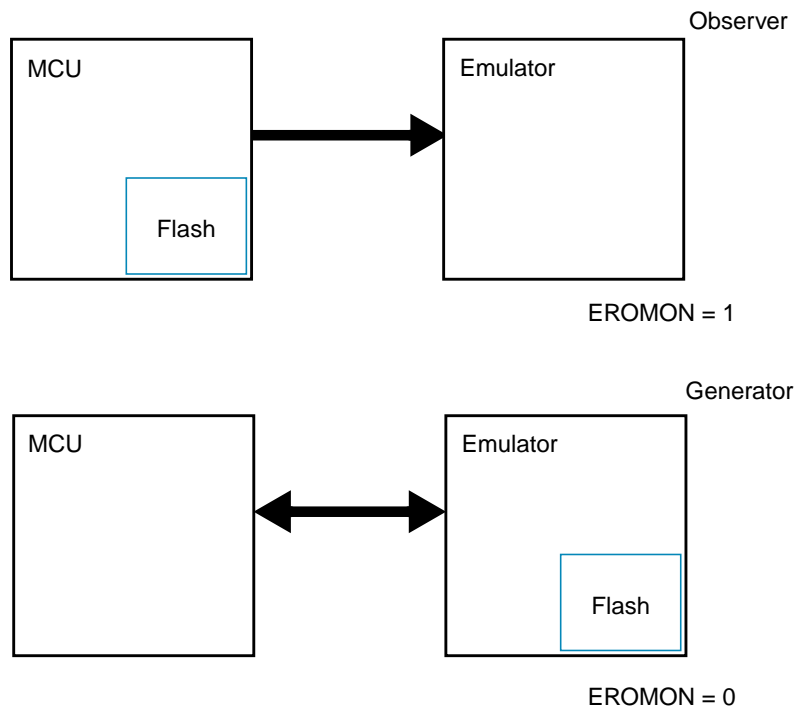 Observer
MCU
Emulator
Flash
EROMON = 1
Generator
MCU
Emulator
Flash
EROMON = 0